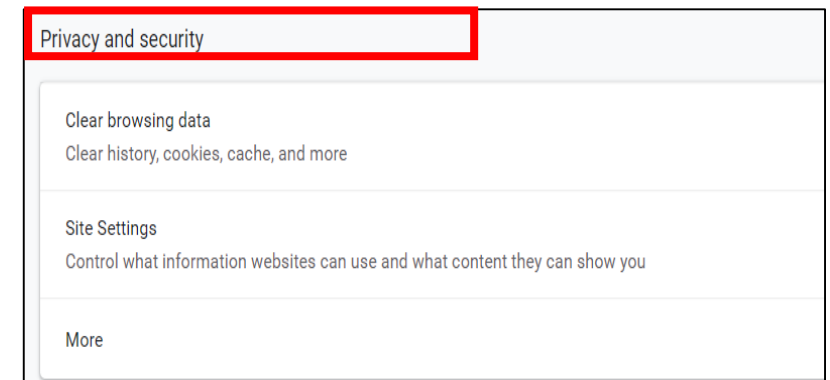 Privacy and security
Clear browsing data
Clear history, cookies, cache, and more
Site Settings
Control what information websites can use and what content they can show you
More